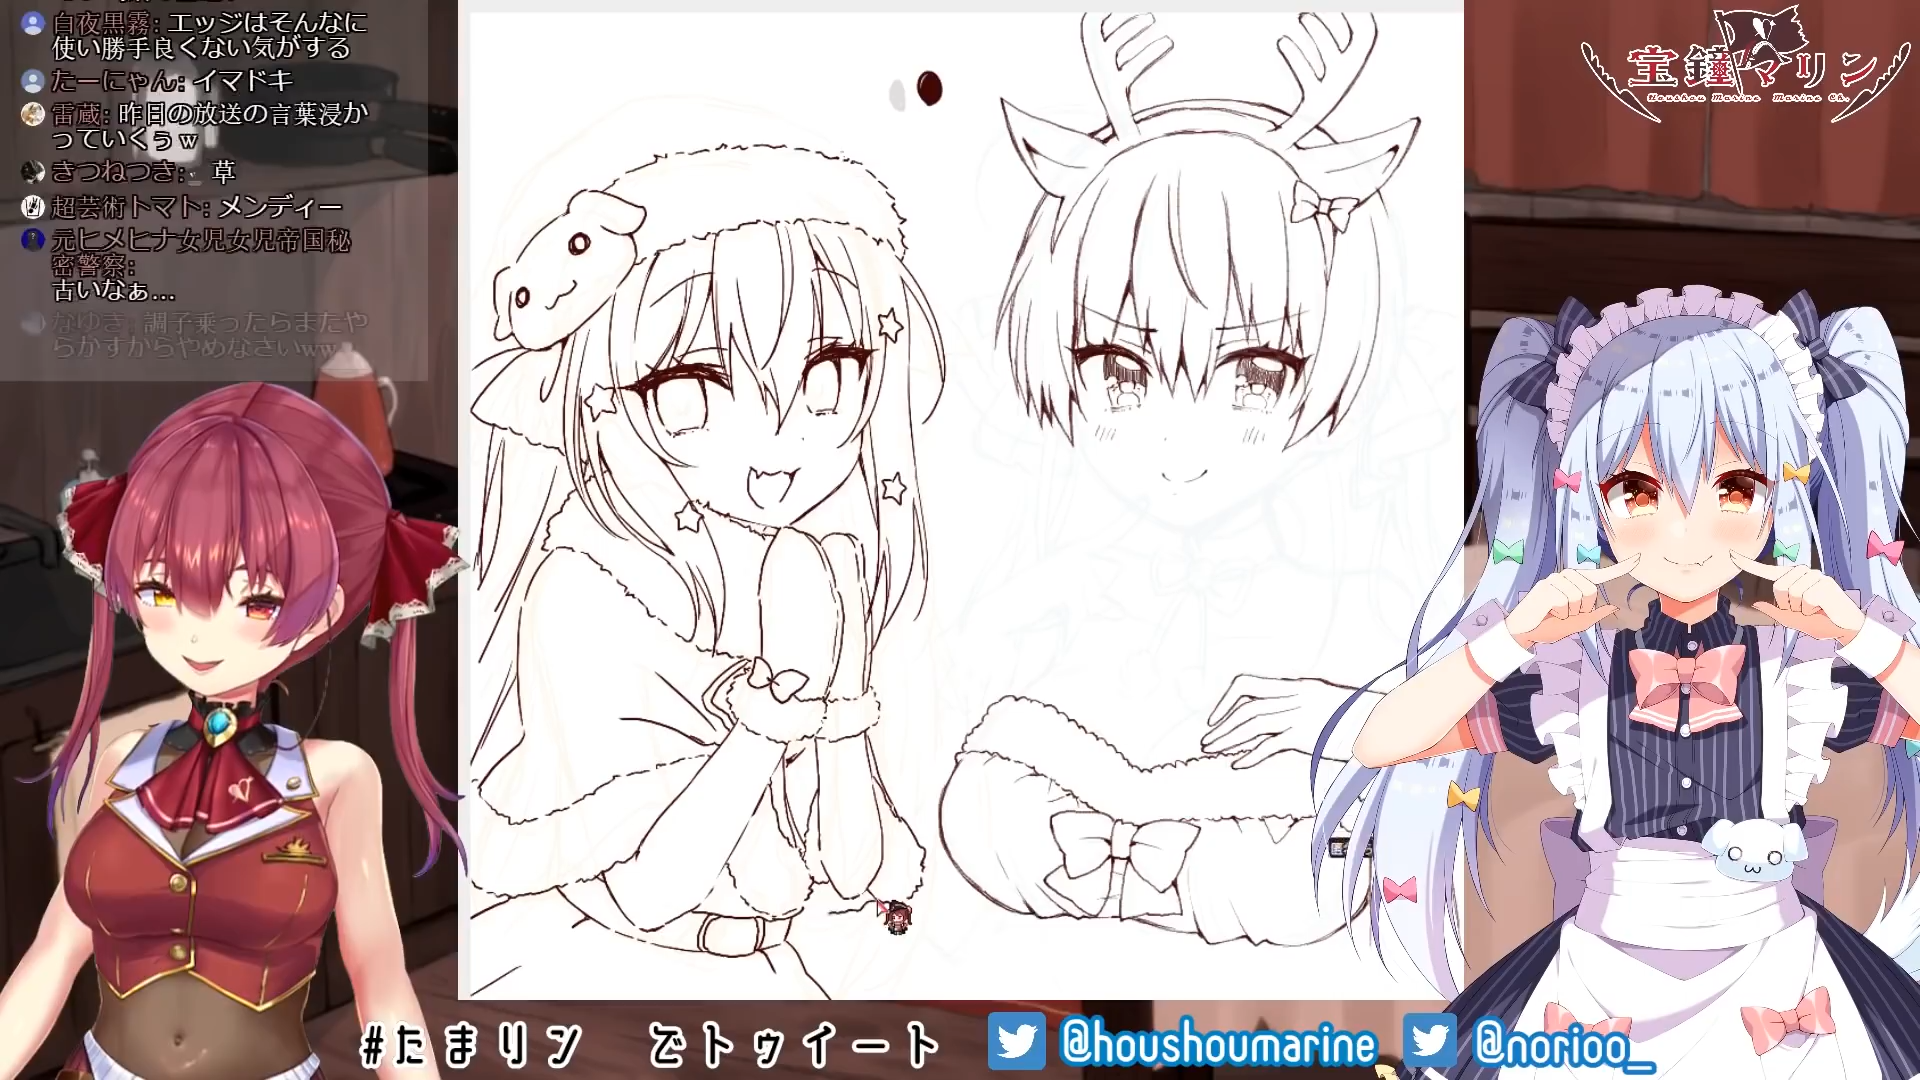 白夜黒霧: エッジはそんなに
使い勝手良くない気がする
たーにゃん: イマドキ
雷蔵: 昨日の放送の言葉浸か
っていくぅｗ
きつねつき: 草
超芸術トマト: メンディー
元ヒメヒナ女児女児帝国秘
密警察:
古いなぁ...
なゆき: 調子乗ったらまたや
らかすからやめなさいww
宝鐘マリン
Houshou Marine Marine Ch.
#たまリン でトゥイート
@houshoumarine
@norioo_